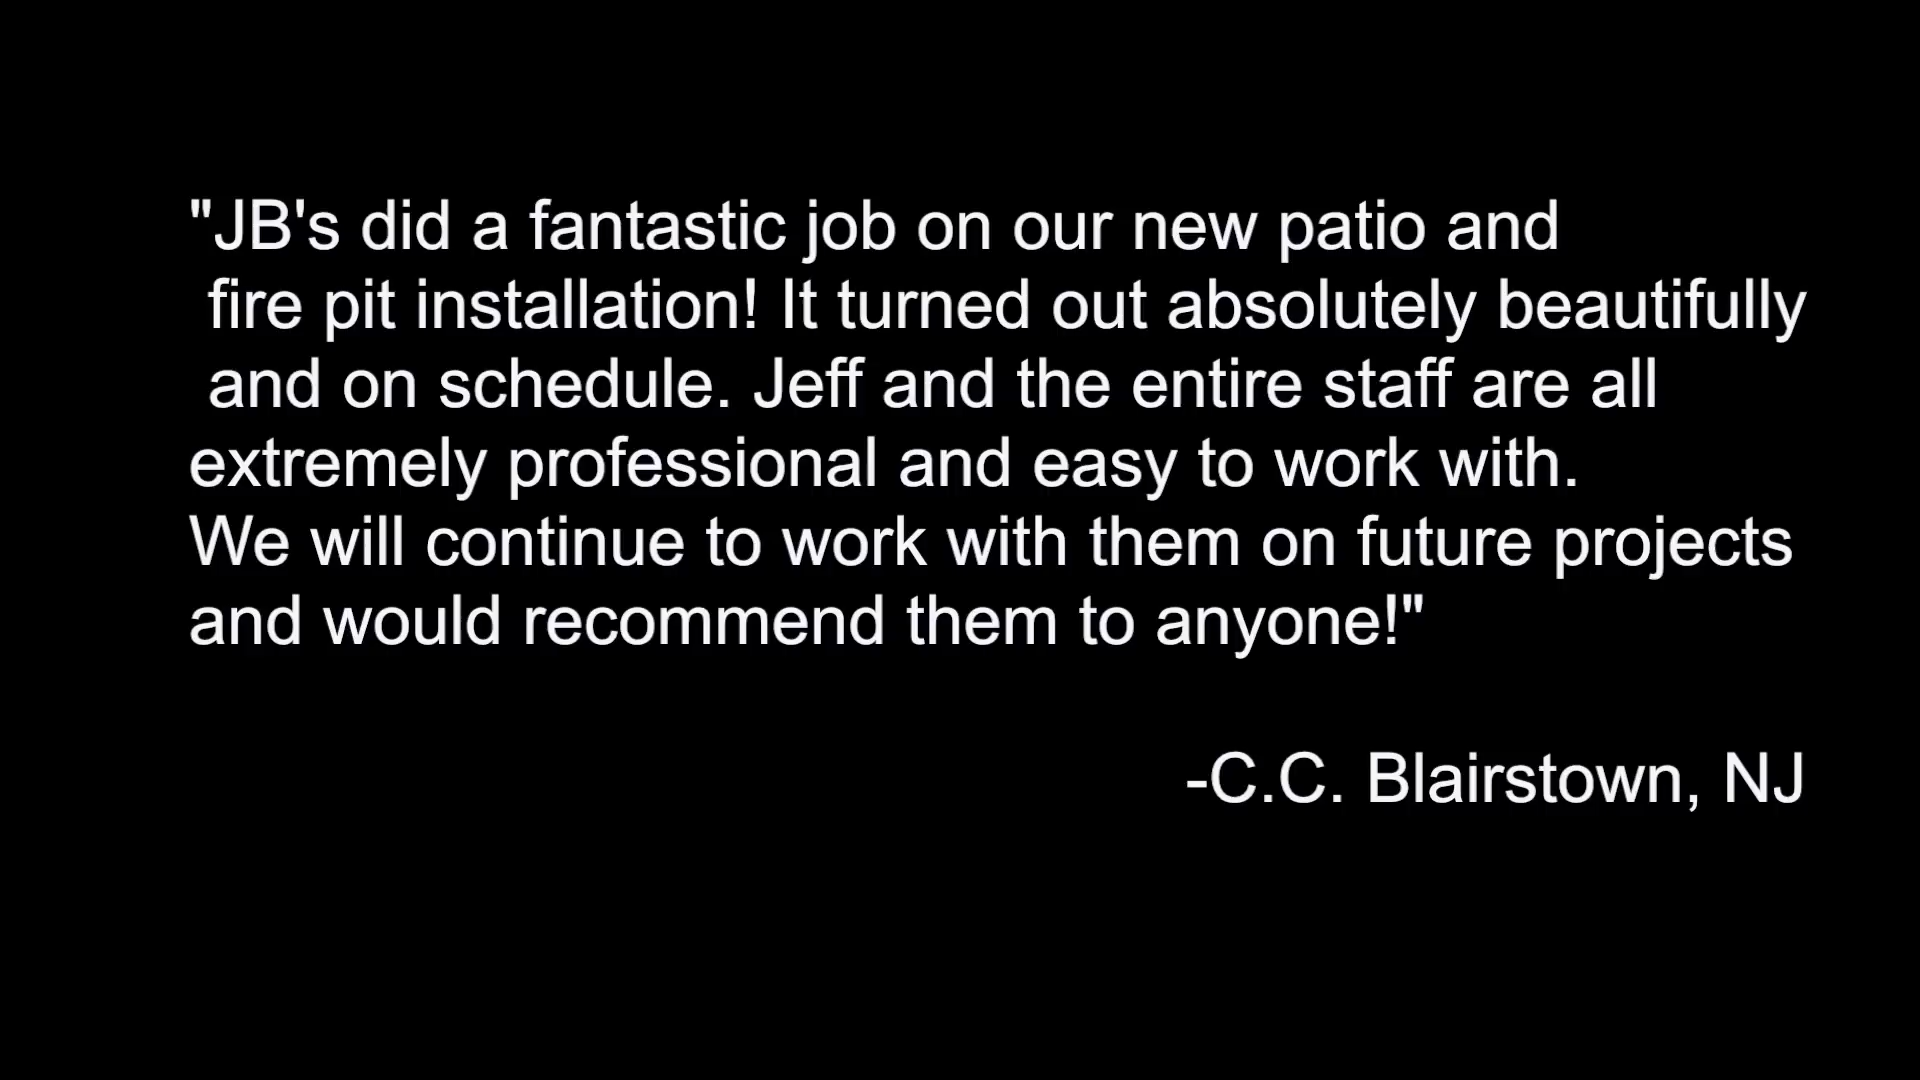 "JB's did a fantastic job on our new patio and
fire pit installation! It turned out absolutely beautifully
and on schedule. Jeff and the entire staff are all
extremely professional and easy to work with.
We will continue to work with them on future projects
and would recommend them to anyone!"
-C.C. Blairstown, NJ